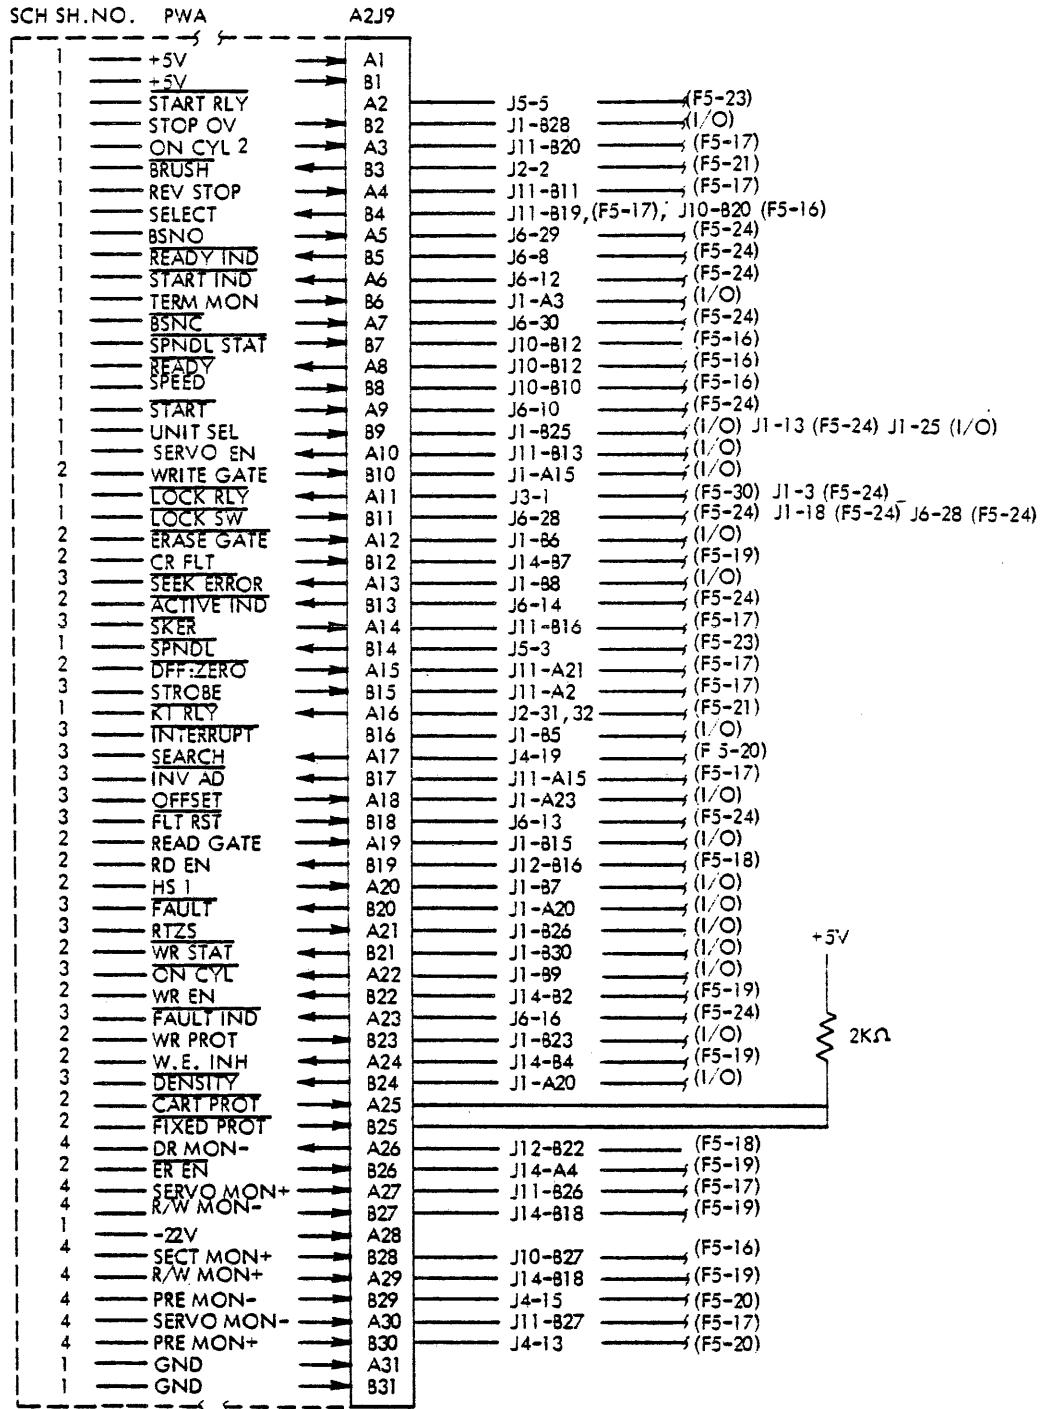 SCH SH.NO. PWA A2J9
1 +5V A1
1 +5V B1
1 START RLY A2 J5-5 (F5-23)
1 STOP OV B2 J1-B28 (I/O)
1 ON CYL 2 A3 J11-B20 (F5-17)
1 BRUSH B3 J2-2 (F5-21)
1 REV STOP A4 J11-B11 (F5-17)
1 SELECT B4 J11-B19,(F5-17), J10-B20 (F5-16)
1 BSNO A5 J6-29 (F5-24)
1 READY IND B5 J6-8 (F5-24)
1 START IND A6 J6-12 (F5-24)
1 TERM MON B6 J1-A3 (I/O)
1 BSNC A7 J6-30 (F5-24)
1 SPNDL STAT B7 J10-B12 (F5-16)
1 READY A8 J10-B12 (F5-16)
1 SPEED B8 J10-B10 (F5-16)
1 START A9 J6-10 (F5-24)
1 UNIT SEL B9 J1-B25 (I/O) J1-13 (F5-24) J1-25 (I/O)
1 SERVO EN A10 J11-B13 (I/O)
2 WRITE GATE B10 J1-A15 (I/O)
1 LOCK RLY A11 J3-1 (F5-30) J1-3 (F5-24)
1 LOCK SW B11 J6-28 (F5-24) J1-18 (F5-24) J6-28 (F5-24)
2 ERASE GATE A12 J1-B6 (I/O)
2 CR FLT B12 J14-B7 (F5-19)
3 SEEK ERROR A13 J1-B8 (I/O)
2 ACTIVE IND B13 J6-14 (F5-24)
3 SKER A14 J11-B16 (F5-17)
1 SPNDL B14 J5-3 (F5-23)
2 DFF:ZERO A15 J11-A21 (F5-17)
3 STROBE B15 J11-A2 (F5-17)
1 K1 RLY A16 J2-31,32 (F5-21)
3 INTERRUPT B16 J1-B5 (I/O)
3 SEARCH A17 J4-19 (F 5-20)
3 INV AD B17 J11-A15 (F5-17)
3 OFFSET A18 J1-A23 (I/O)
3 FLT RST B18 J6-13 (F5-24)
2 READ GATE A19 J1-B15 (I/O)
2 RD EN B19 J12-B16 (F5-18)
2 HS 1 A20 J1-B7 (I/O)
3 FAULT B20 J1-A20 (I/O)
3 RTZS A21 J1-B26 (I/O)
2 WR STAT B21 J1-B30 (I/O)
3 ON CYL A22 J1-B9 (I/O)
2 WR EN B22 J14-B2 (F5-19)
3 FAULT IND A23 J6-16 (F5-24)
2 WR PROT B23 J1-B23 (I/O)
2 W.E. INH A24 J14-B4 (F5-19)
3 DENSITY B24 J1-A20 (I/O)
2 CART PROT A25
2 FIXED PROT B25
+5V
2KΩ
4 DR MON- A26 J12-B22 (F5-18)
2 ER EN B26 J14-A4 (F5-19)
4 SERVO MON+ A27 J11-B26 (F5-17)
4 R/W MON- B27 J14-B18 (F5-19)
1 -22V A28
4 SECT MON+ B28 J10-B27 (F5-16)
4 R/W MON+ A29 J14-B18 (F5-19)
4 PRE MON- B29 J4-15 (F5-20)
4 SERVO MON- A30 J11-B27 (F5-17)
4 PRE MON+ B30 J4-13 (F5-20)
1 GND A31
1 GND B31